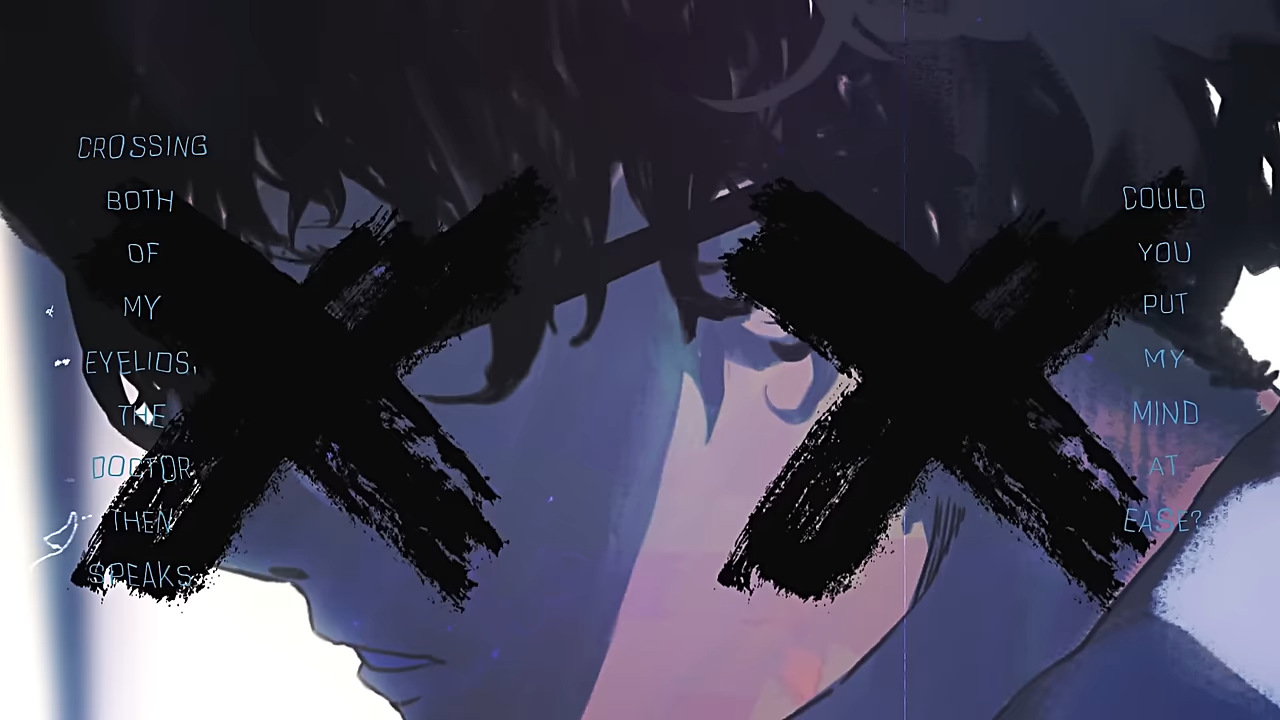 CROSSING
BOTH
OF
MY
EYELIDS,
THE
DOCTOR
THEN
SPEAKS
COULD
YOU
PUT
MY
MIND
AT
EASE?